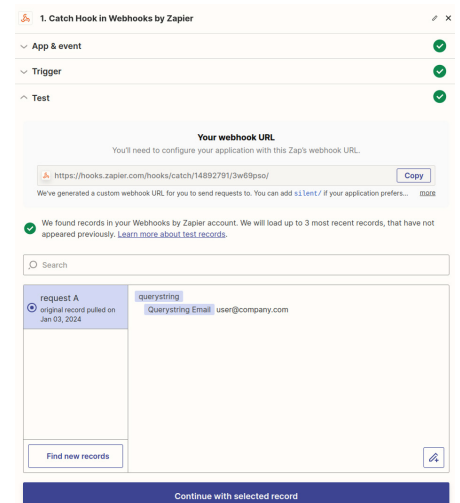 1. Catch Hook in Webhooks by Zapier
App & event
Trigger
Test
Your webhook URL
You'll need to configure your application with this Zap's webhook URL.
https://hooks.zapier.com/hooks/catch/14892791/3w69pso/
Copy
We've generated a custom webhook URL for you to send requests to. You can add silent/ if your application prefers... more
We found records in your Webhooks by Zapier account. We will load up to 3 most recent records, that have not
appeared previously. Learn more about test records.
Search
request A
original record pulled on
Jan 03, 2024
querystring
Querystring Email user@company.com
Find new records
Continue with selected record